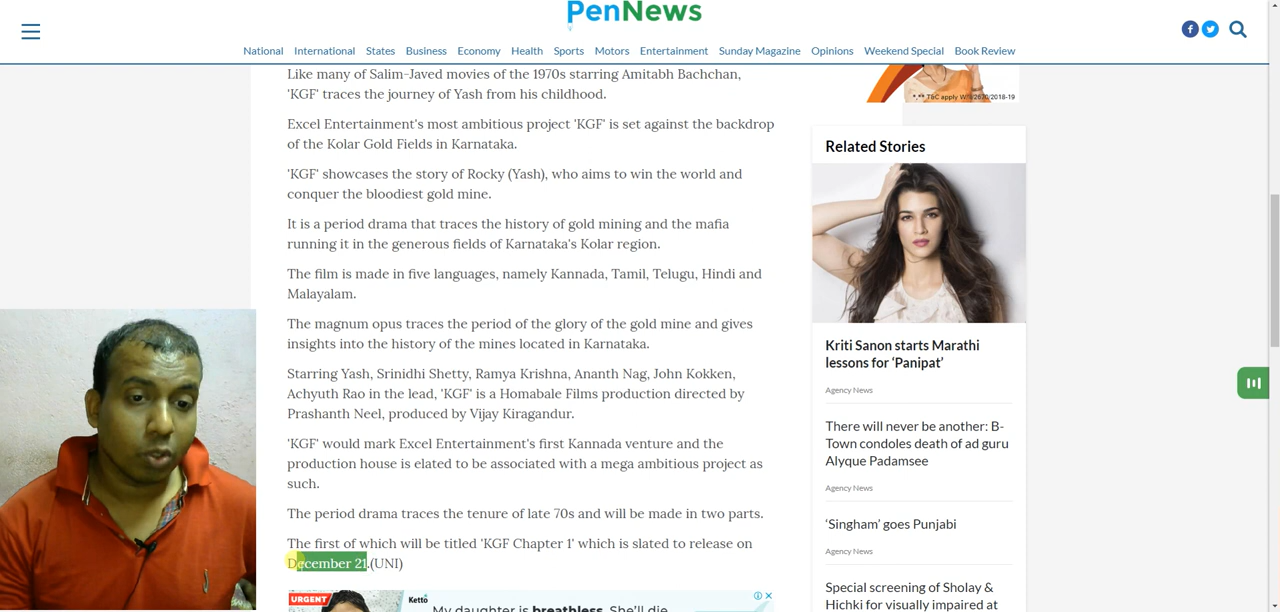 PenNews
National International States Business Economy Health Sports Motors Entertainment Sunday Magazine Opinions Weekend Special Book Review
Like many of Salim-Javed movies of the 1970s starring Amitabh Bachchan,
'KGF' traces the journey of Yash from his childhood.
Excel Entertainment's most ambitious project 'KGF' is set against the backdrop
of the Kolar Gold Fields in Karnataka.
'KGF' showcases the story of Rocky (Yash), who aims to win the world and
conquer the bloodiest gold mine.
It is a period drama that traces the history of gold mining and the mafia
running it in the generous fields of Karnataka's Kolar region.
The film is made in five languages, namely Kannada, Tamil, Telugu, Hindi and
Malayalam.
The magnum opus traces the period of the glory of the gold mine and gives
insights into the history of the mines located in Karnataka.
Starring Yash, Srinidhi Shetty, Ramya Krishna, Ananth Nag, John Kokken,
Achyuth Rao in the lead, 'KGF' is a Homabale Films production directed by
Prashanth Neel, produced by Vijay Kiragandur.
'KGF' would mark Excel Entertainment's first Kannada venture and the
production house is elated to be associated with a mega ambitious project as
such.
The period drama traces the tenure of late 70s and will be made in two parts.
The first of which will be titled 'KGF Chapter 1' which is slated to release on
December 21.(UNI)
URGENT
Ketto
My daughter is breathless. She'll die
T&C apply
Related Stories
Kriti Sanon starts Marathi
lessons for ‘Panipat’
Agency News
There will never be another: B-
Town condoles death of ad guru
Alyque Padamsee
Agency News
‘Singham’ goes Punjabi
Agency News
Special screening of Sholay &
Hichki for visually impaired at